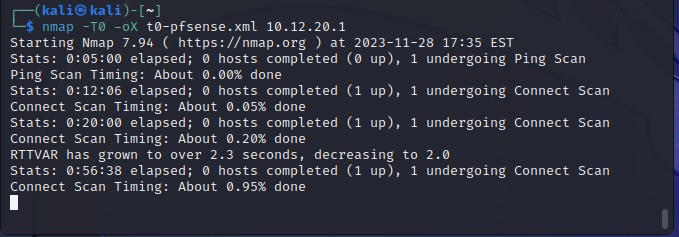 ┌──(kali㉿kali)-[~]
└─$ nmap -T0 -oX t0-pfsense.xml 10.12.20.1
Starting Nmap 7.94 ( https://nmap.org ) at 2023-11-28 17:35 EST
Stats: 0:05:00 elapsed; 0 hosts completed (0 up), 1 undergoing Ping Scan
Ping Scan Timing: About 0.00% done
Stats: 0:12:06 elapsed; 0 hosts completed (1 up), 1 undergoing Connect Scan
Connect Scan Timing: About 0.05% done
Stats: 0:20:00 elapsed; 0 hosts completed (1 up), 1 undergoing Connect Scan
Connect Scan Timing: About 0.20% done
RTTVAR has grown to over 2.3 seconds, decreasing to 2.0
Stats: 0:56:38 elapsed; 0 hosts completed (1 up), 1 undergoing Connect Scan
Connect Scan Timing: About 0.95% done